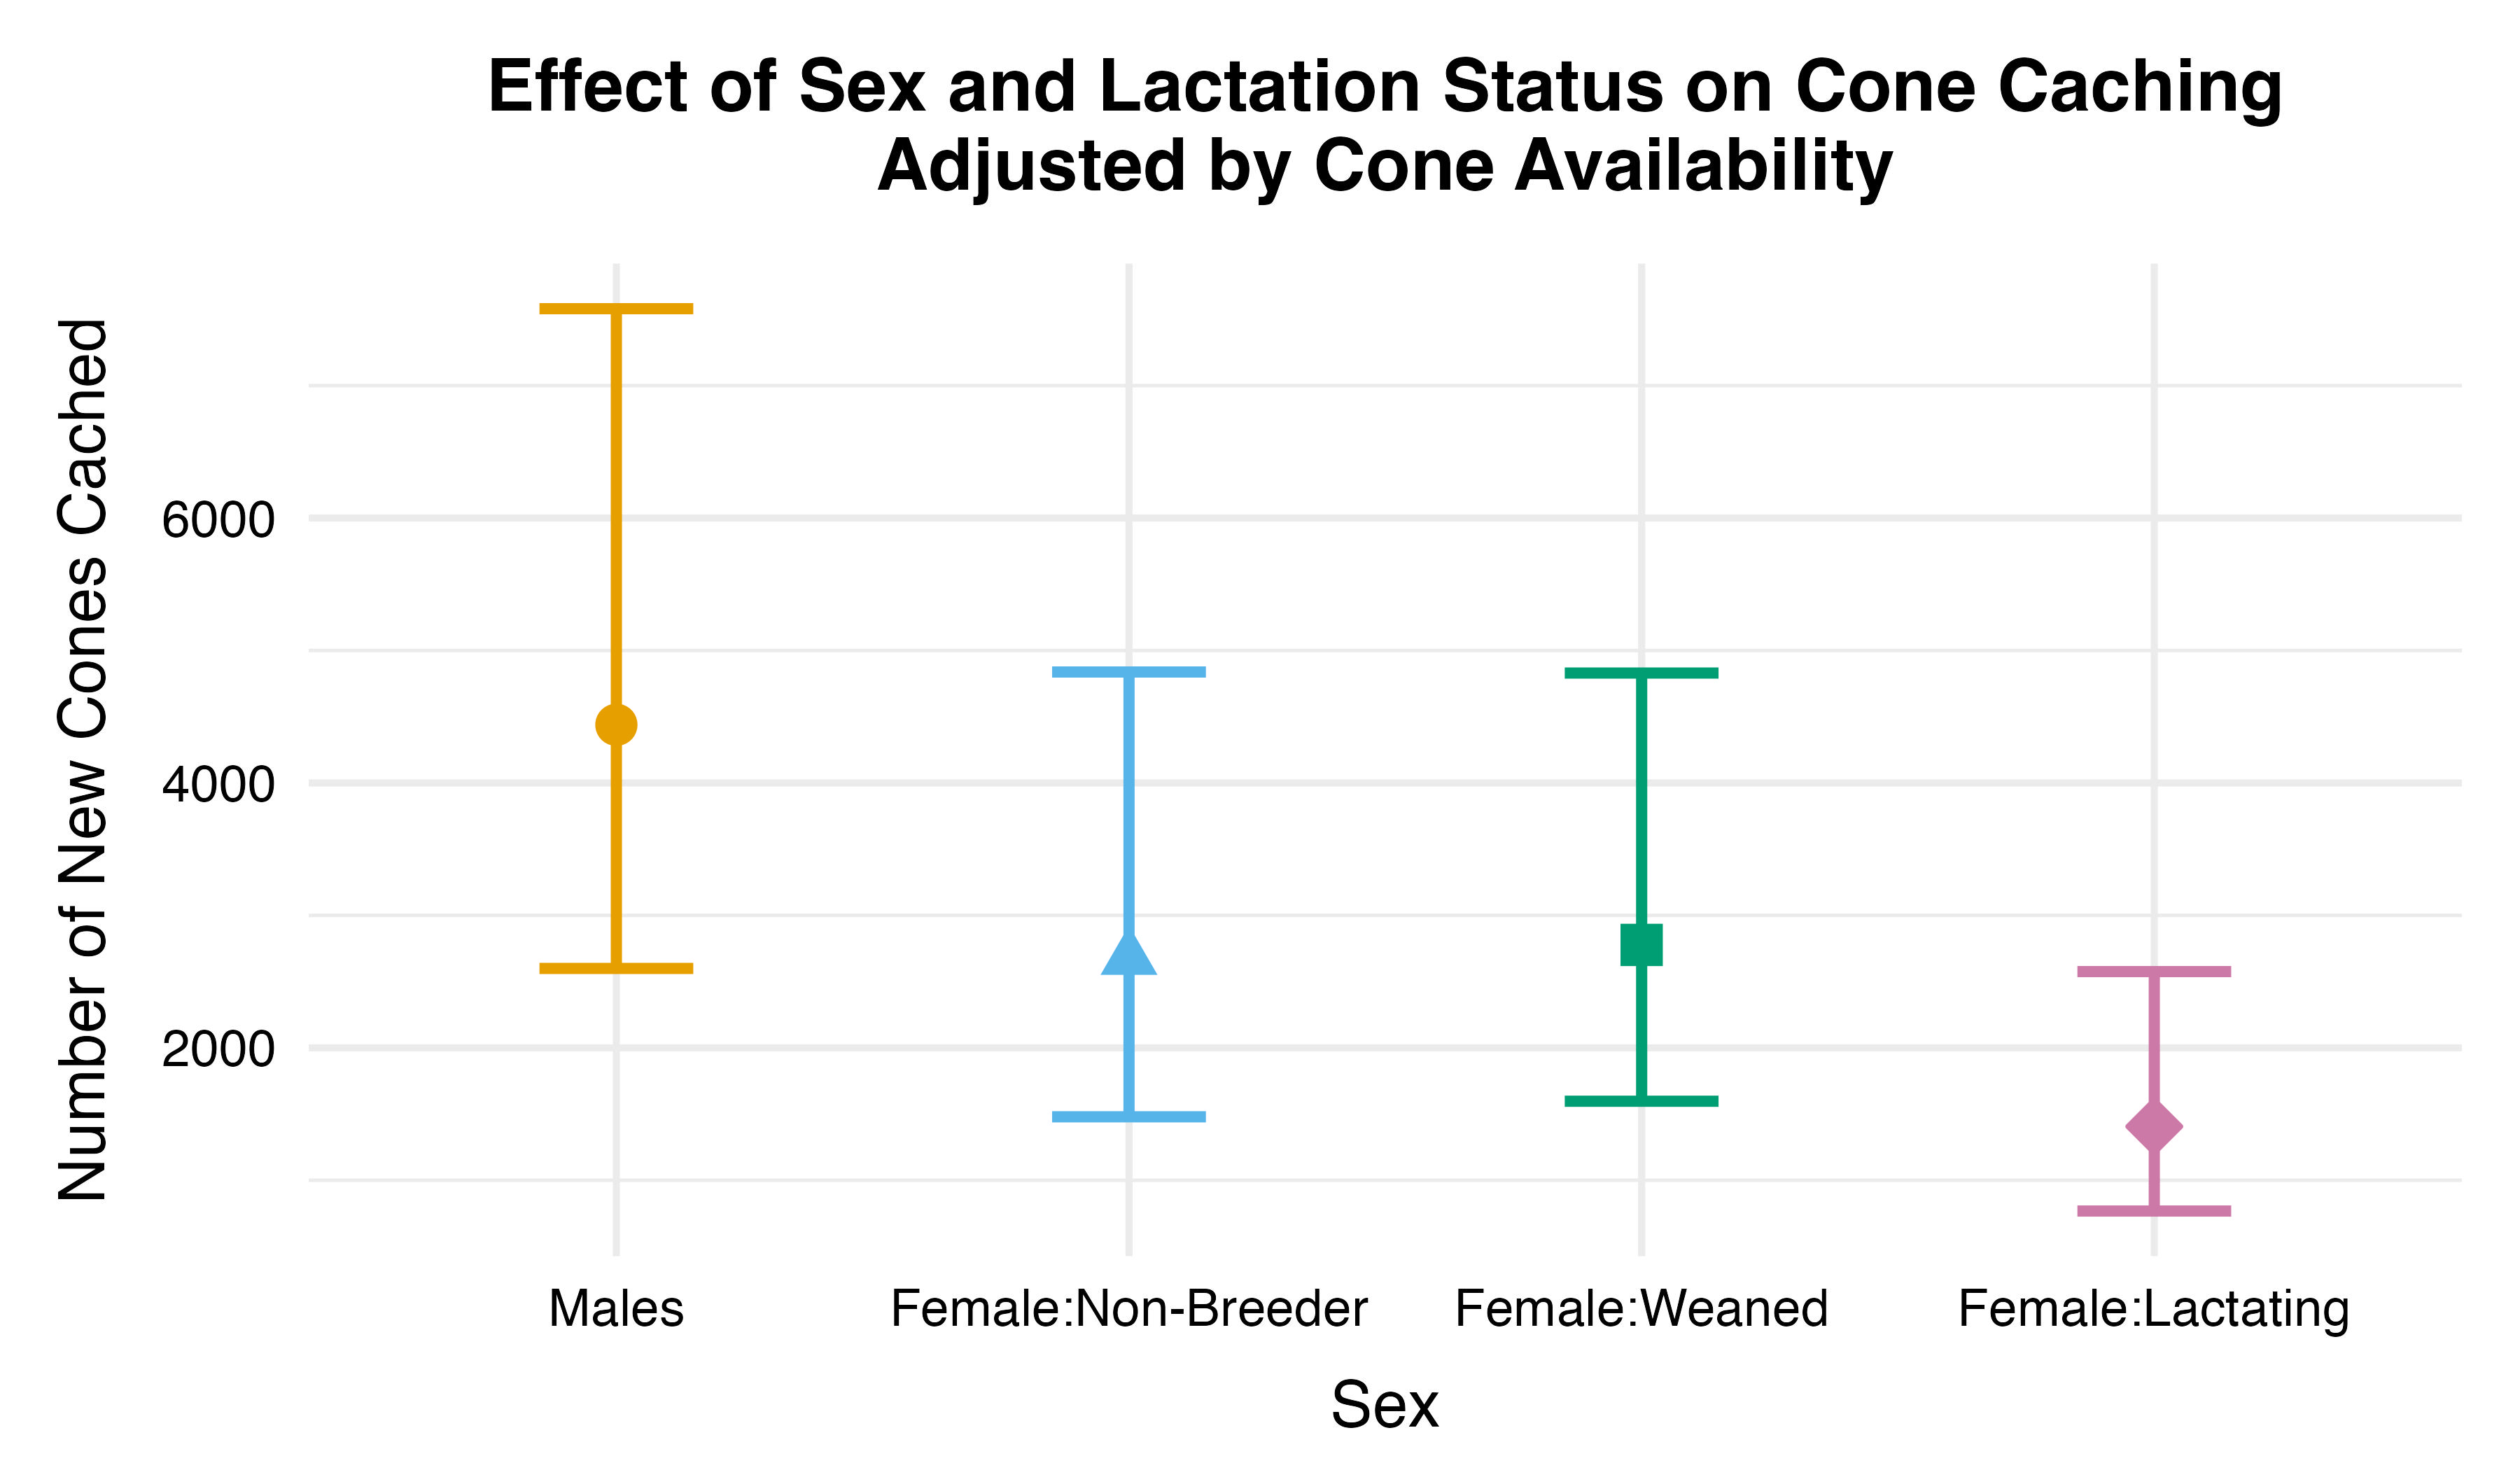 Effect of Sex and Lactation Status on Cone Caching
Adjusted by Cone Availability
Number of New Cones Cached
6000
4000
2000
Males
Female:Non-Breeder
Female:Weaned
Female:Lactating
Sex